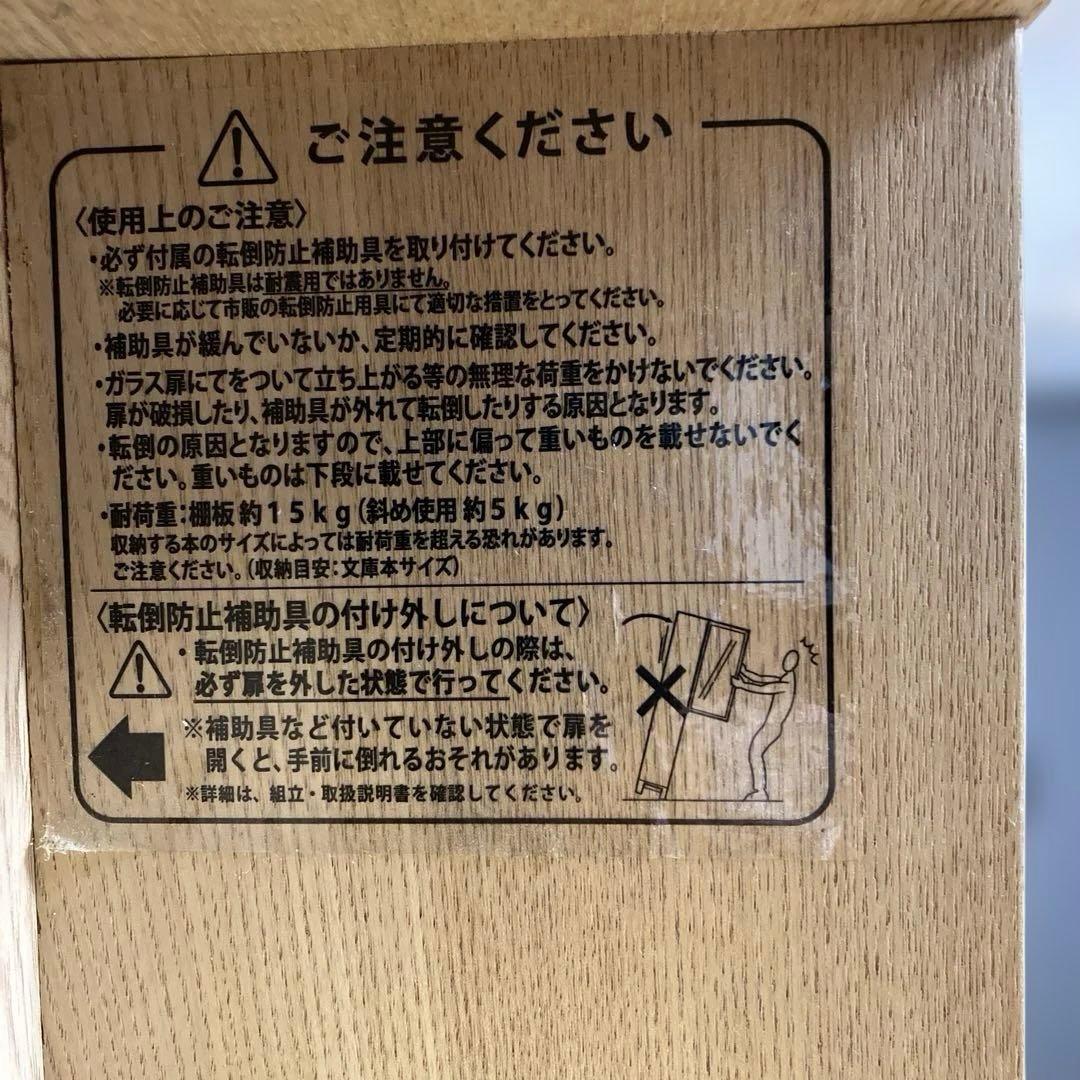 ご注意ください
〈使用上のご注意〉
・必ず付属の転倒防止補助具を取り付けてください。
※転倒防止補助具は耐震用ではありません。
必要に応じて市販の転倒防止用具にて適切な措置をとってください。
・補助具が緩んでいないか、定期的に確認してください。
・ガラス扉にてをついて立ち上がる等の無理な荷重をかけないでください。
扉が破損したり、補助具が外れて転倒したりする原因となります。
・転倒の原因となりますので、上部に偏って重いものを載せないでく
ださい。重いものは下段に載せてください。
・耐荷重：棚板 約１５ｋｇ（斜め使用 約５ｋｇ）
収納する本のサイズによっては耐荷重を超える恐れがあります。
ご注意ください。（収納目安：文庫本サイズ）
〈転倒防止補助具の付け外しについて〉
・転倒防止補助具の付け外しの際は、
必ず扉を外した状態で行ってください。
※補助具など付いていない状態で扉を
開くと、手前に倒れるおそれがあります。
※詳細は、組立・取扱説明書を確認してください。